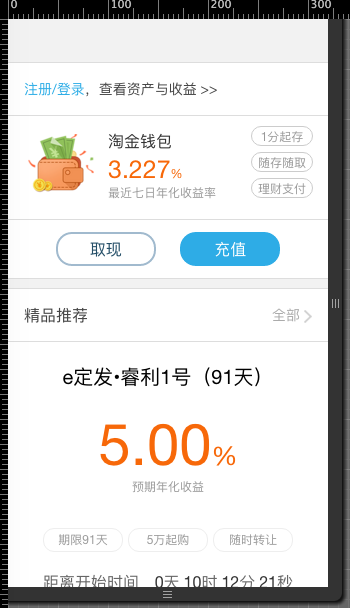 0 100 200 300
注册/登录，查看资产与收益 >>
淘金钱包
3.227%
最近七日年化收益率
1分起存
随存随取
理财支付
取现
充值
精品推荐
全部
e定发•睿利1号（91天）
5.00%
预期年化收益
期限91天
5万起购
随时转让
距离开始时间 0天 10时 12分 21秒